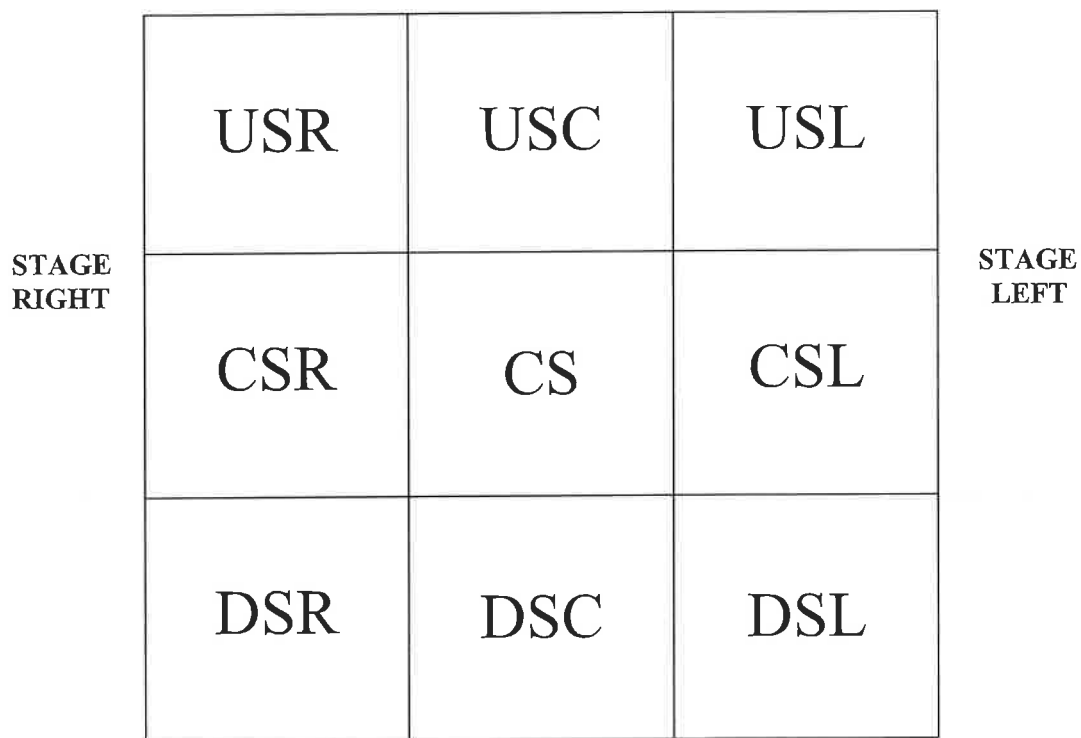 USR USC USL
STAGE
RIGHT
STAGE
LEFT
CSR CS CSL
DSR DSC DSL